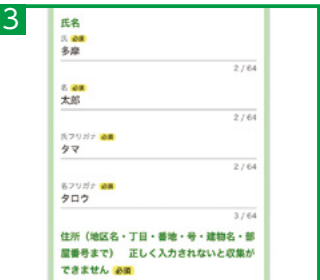 3
氏名
氏 必須
多摩
2 / 64
名 必須
太郎
2 / 64
氏フリガナ 必須
タマ
2 / 64
名フリガナ 必須
タロウ
3 / 64
住所（地区名・丁目・番地・号・建物名・部
屋番号まで） 正しく入力されないと収集が
できません 必須